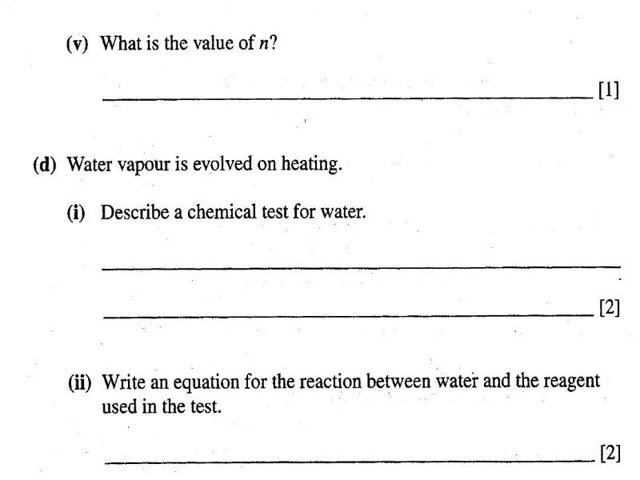 (v) What is the value of n?
[1]
(d) Water vapour is evolved on heating.
(i) Describe a chemical test for water.
[2]
(ii) Write an equation for the reaction between water and the reagent
used in the test.
[2]